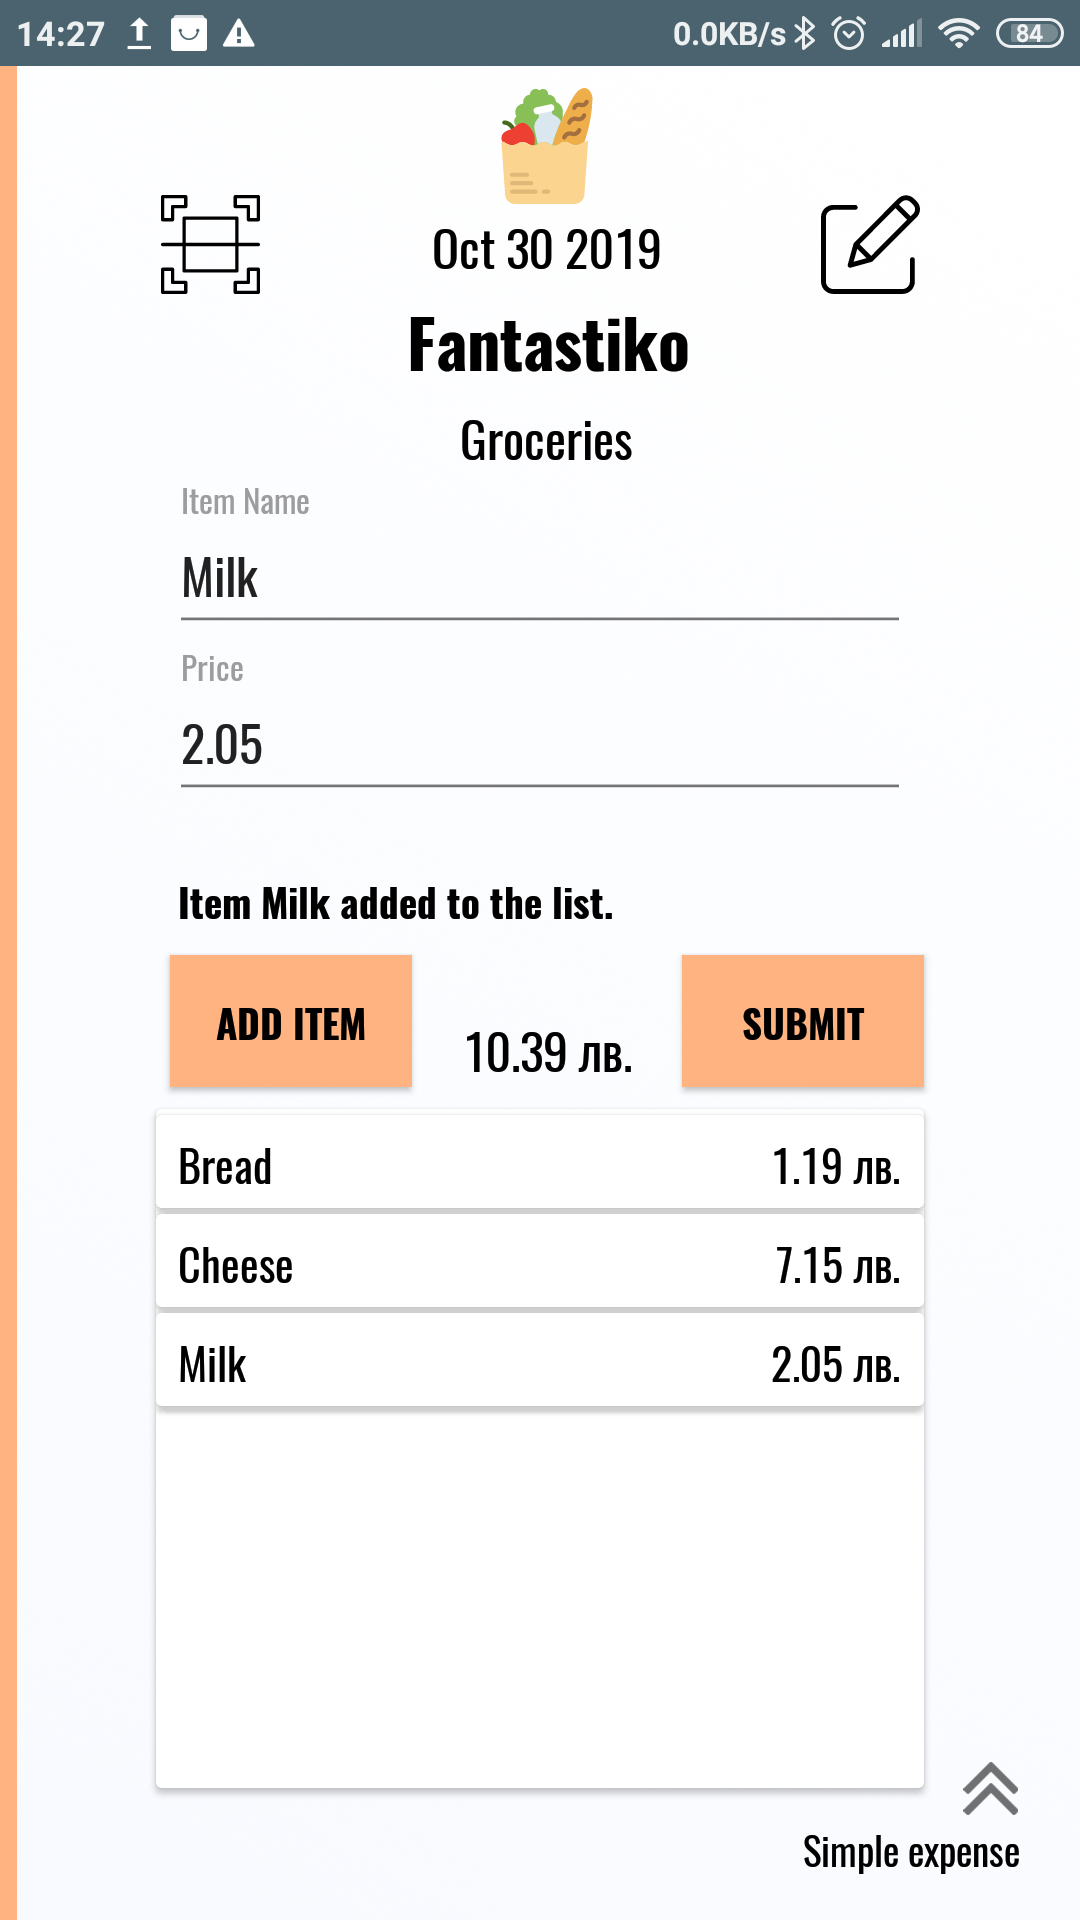 14:27 0.0KB/s 84
Oct 30 2019
Fantastiko
Groceries
Item Name
Milk
Price
2.05
Item Milk added to the list.
ADD ITEM 10.39 лв. SUBMIT
Bread 1.19 лв.
Cheese 7.15 лв.
Milk 2.05 лв.
Simple expense